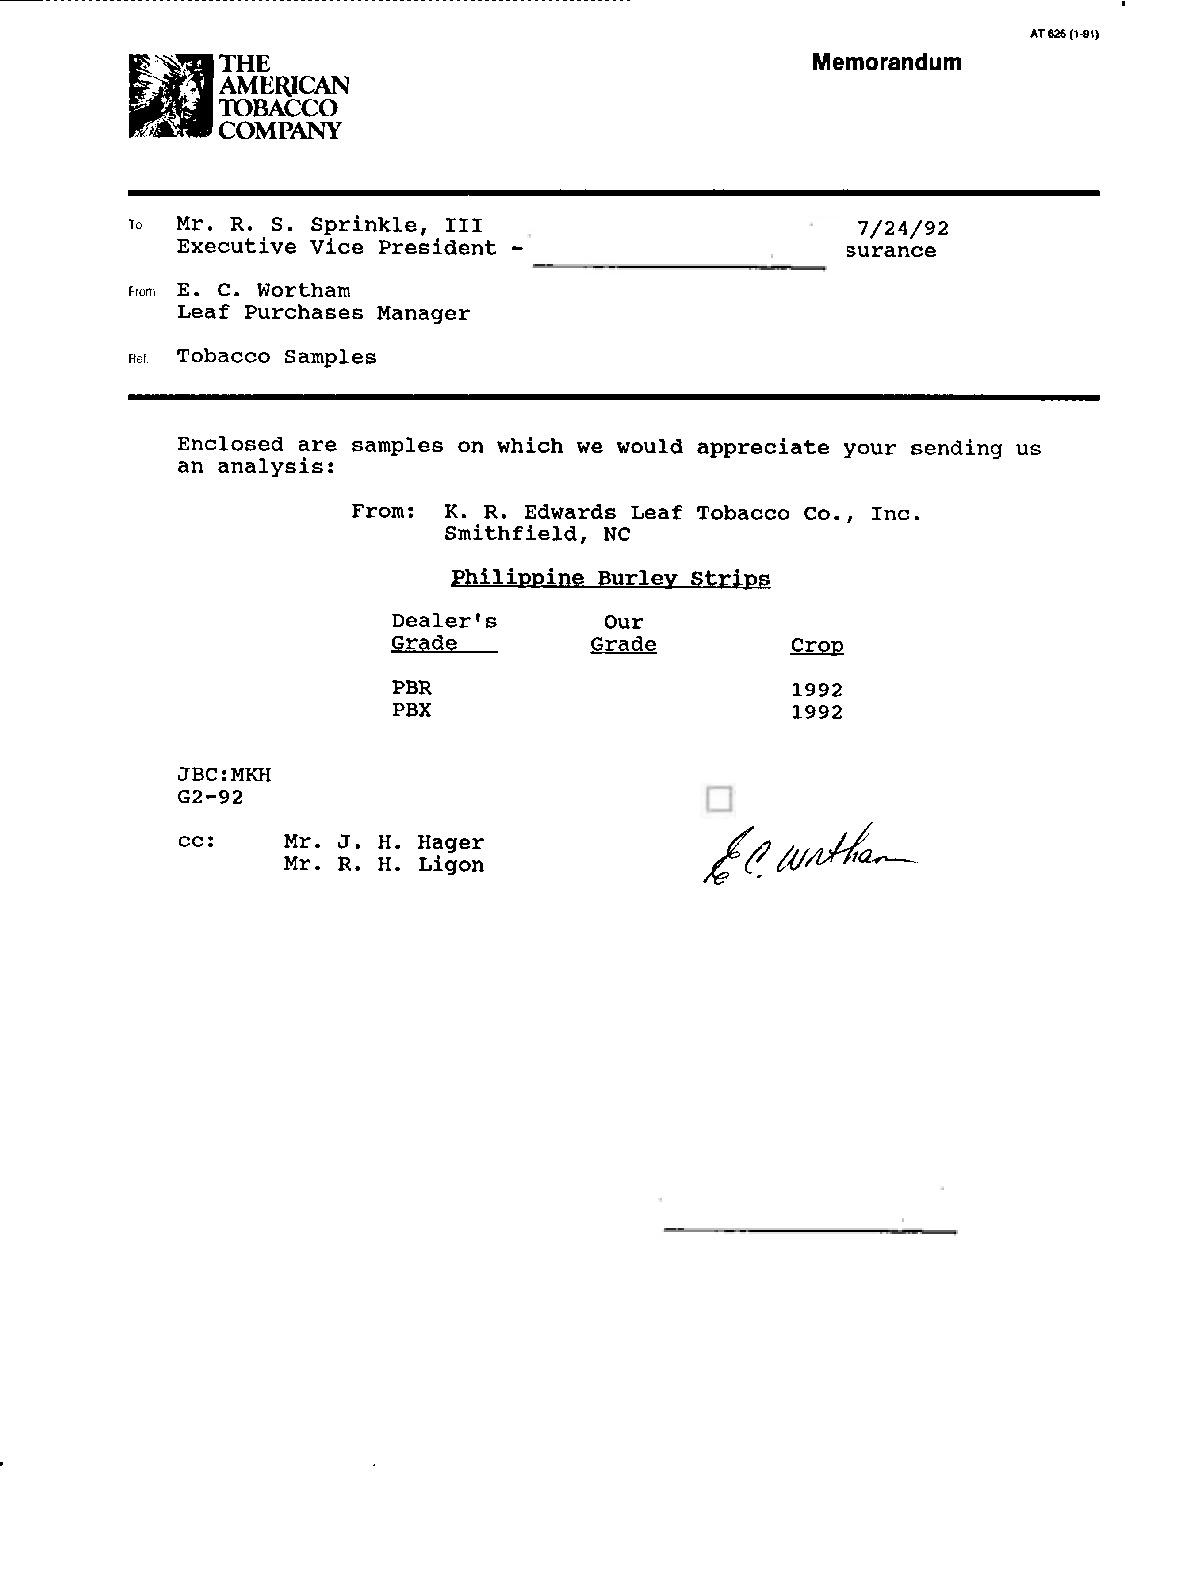 AT 626 (1-91)
THE
AMERICAN
TOBACCO
COMPANY
Memorandum
To Mr. R. S. Sprinkle, III 7/24/92
Executive Vice President - surance
From E. C. Wortham
Leaf Purchases Manager
Ref. Tobacco Samples
Enclosed are samples on which we would appreciate your sending us
an analysis:
From: K. R. Edwards Leaf Tobacco Co., Inc.
Smithfield, NC
Philippine Burley Strips
Dealer's Our
Grade Grade Crop
PBR 1992
PBX 1992
JBC:MKH
G2-92
cc: Mr. J. H. Hager
Mr. R. H. Ligon
E C. Wortham